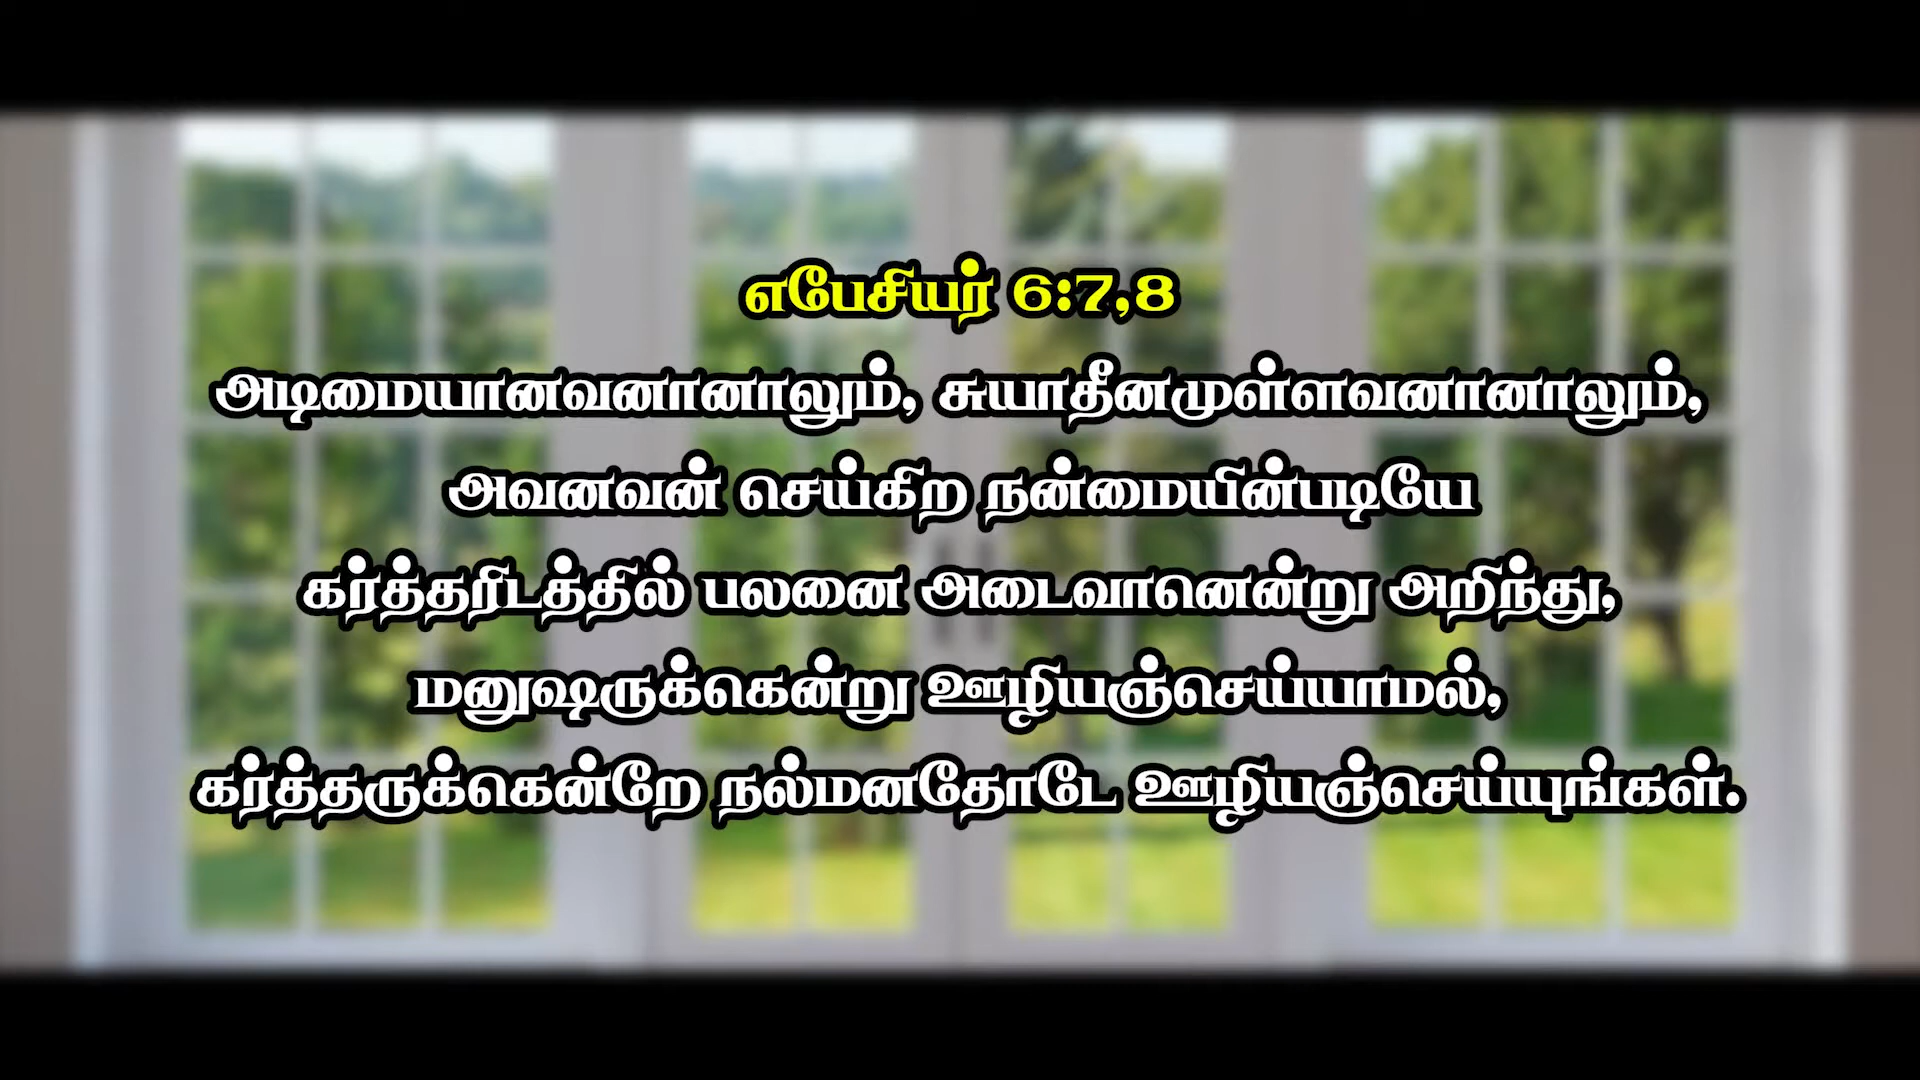 எபேசியர் 6:7,8
அடிமையானவனானாலும், சுயாதீனமுள்ளவனானாலும்,
அவனவன் செய்கிற நன்மையின்படியே
கர்த்தரிடத்தில் பலனை அடைவானென்று அறிந்து,
மனுஷருக்கென்று ஊழியஞ்செய்யாமல்,
கர்த்தருக்கென்றே நல்மனதோடே ஊழியஞ்செய்யுங்கள்.